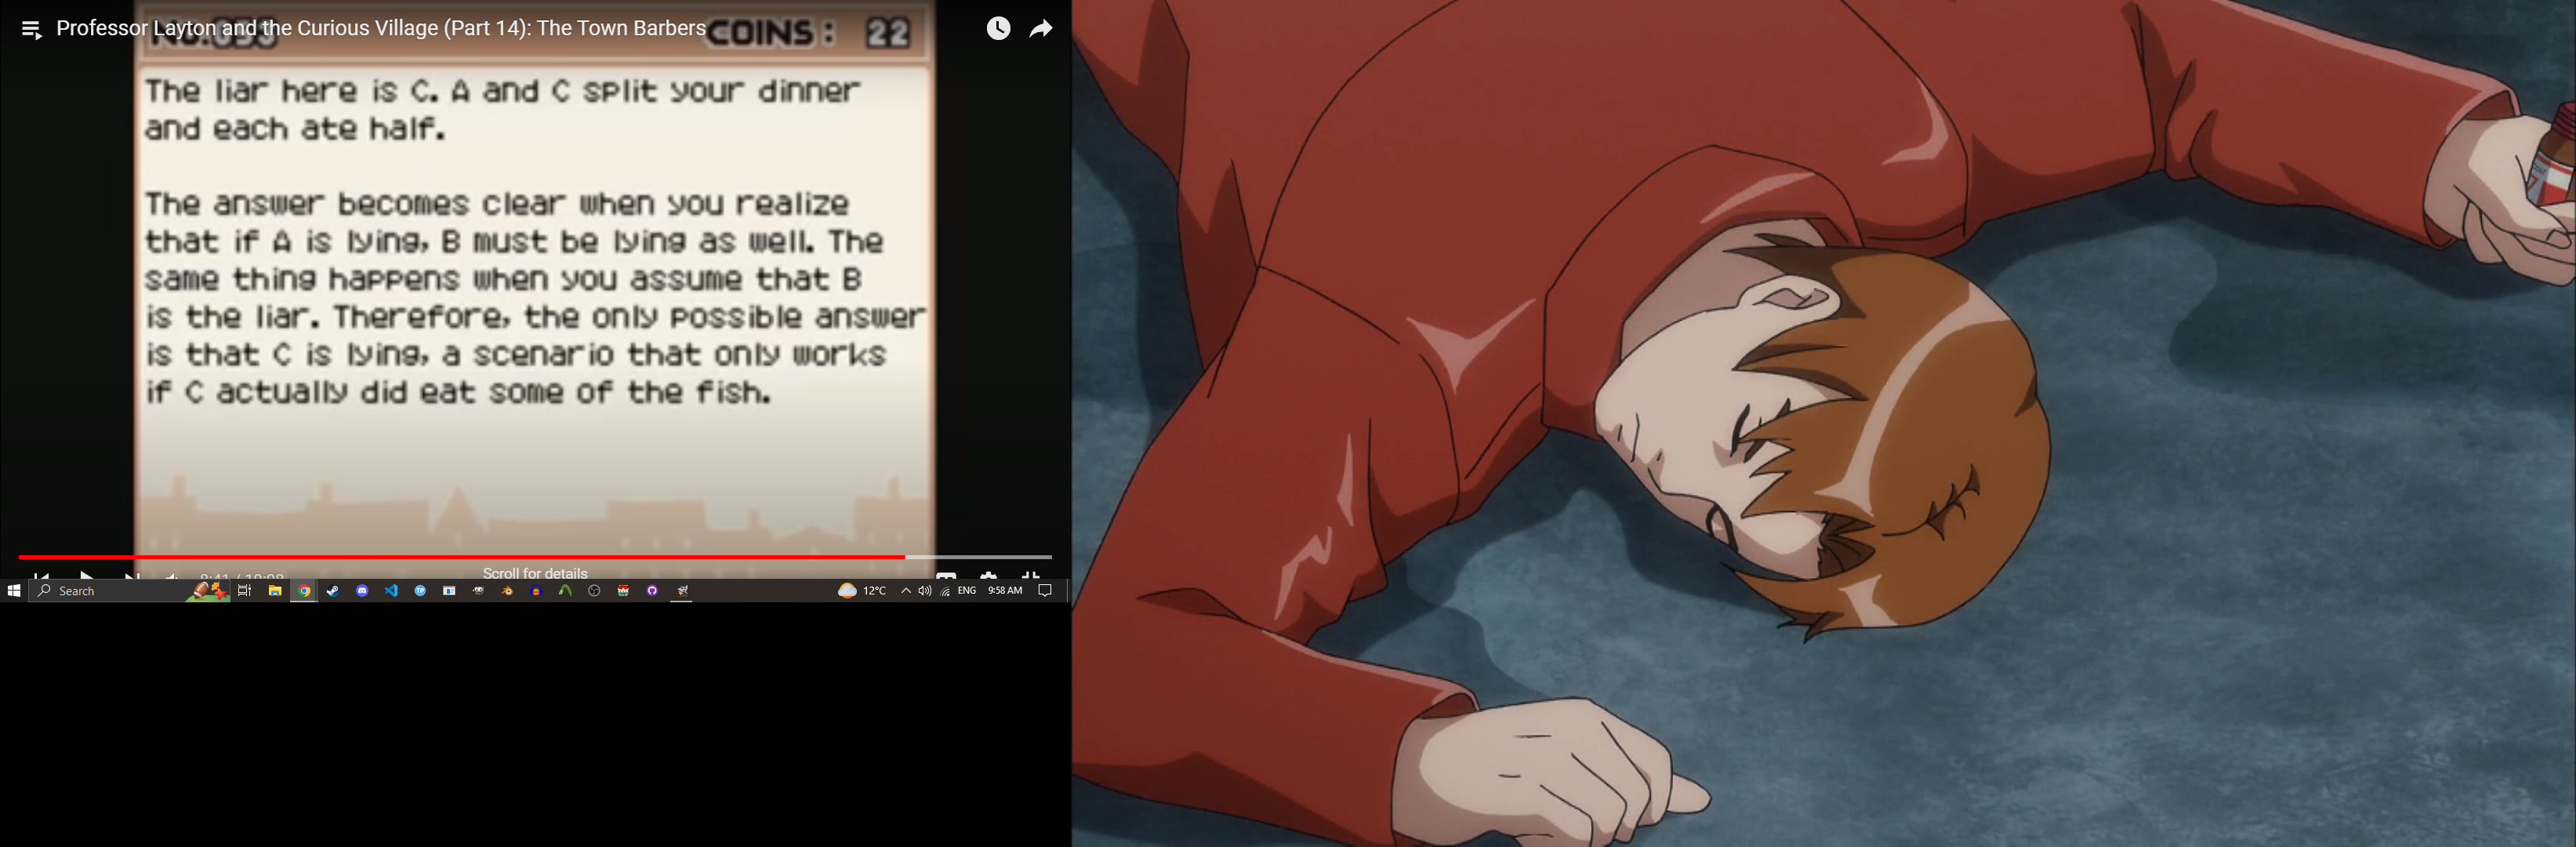 Professor Layton and the Curious Village (Part 14): The Town Barbers
COINS: 22
The liar here is C. A and C split your dinner
and each ate half.
The answer becomes clear when you realize
that if A is lying, B must be lying as well. The
same thing happens when you assume that B
is the liar. Therefore, the only possible answer
is that C is lying, a scenario that only works
if C actually did eat some of the fish.
Scroll for details
Search
12°C
ENG
9:58 AM